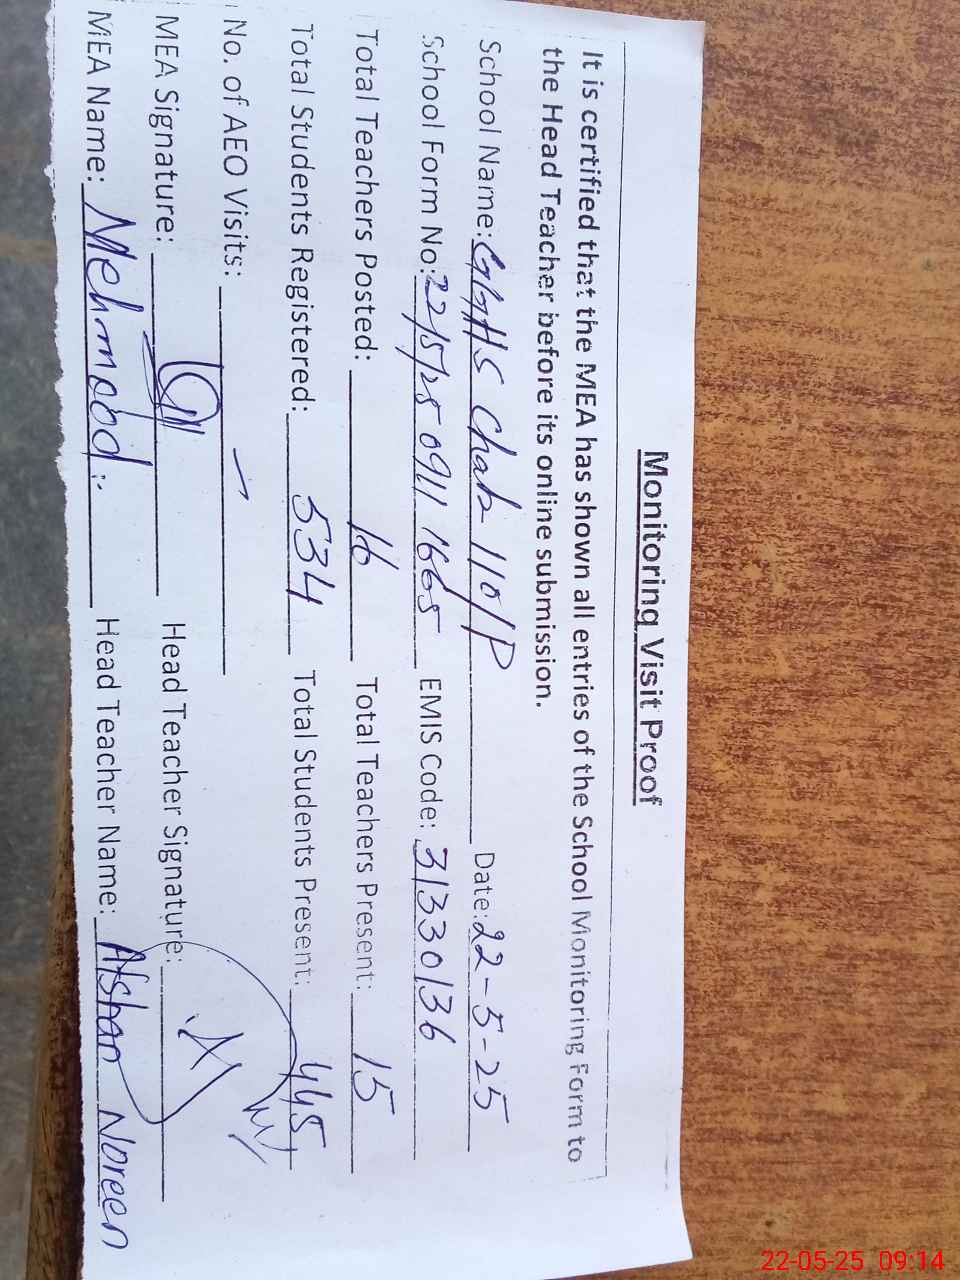 Monitoring Visit Proof
It is certified that the MEA has shown all entries of the School Monitoring Form to
the Head Teacher before its online submission.
School Name: GGHS Chak 110/P Date: 22-5-25
School Form No: 22/5/25 0911 1665 EMIS Code: 31330136
Total Teachers Posted: 16 Total Teachers Present: 15
Total Students Registered: 534 Total Students Present: 445
No. of AEO Visits: -
MEA Signature: Head Teacher Signature:
MEA Name: Mehmood Head Teacher Name: Afshan Noreen
22-05-25 09:14